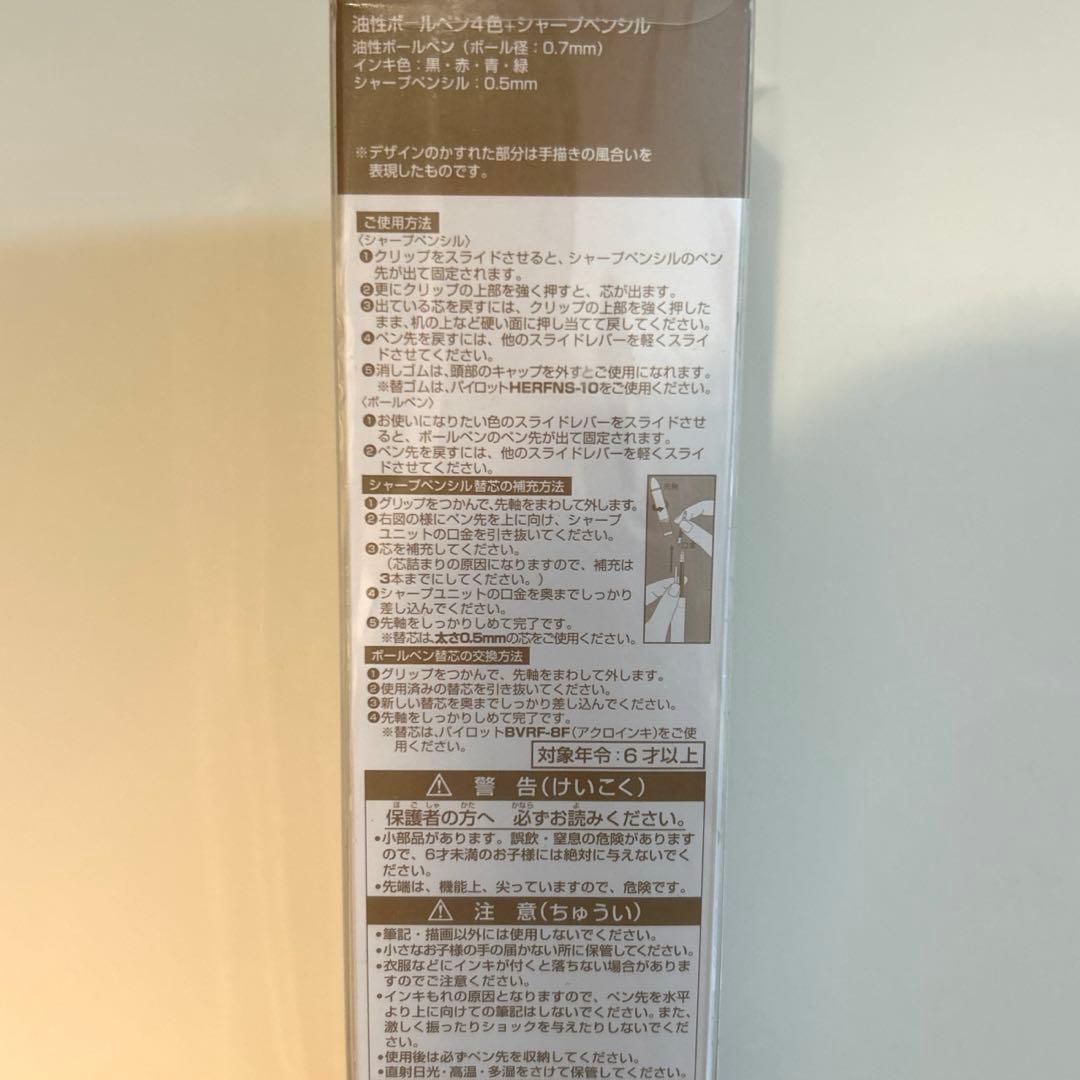 油性ボールペン4色+シャープペンシル
油性ボールペン（ボール径：0.7mm）
インキ色：黒・赤・青・緑
シャープペンシル：0.5mm
※デザインのかすれた部分は手描きの風合いを
表現したものです。
ご使用方法
〈シャープペンシル〉
❶クリップをスライドさせると、シャープペンシルのペン
先が出て固定されます。
❷更にクリップの上部を強く押すと、芯が出ます。
❸出ている芯を戻すには、クリップの上部を強く押した
まま、机の上など硬い面に押し当てて戻してください。
❹ペン先を戻すには、他のスライドレバーを軽くスライ
ドさせてください。
❺消しゴムは、頭部のキャップを外すとご使用になれます。
※替ゴムは、パイロットHERFNS-10をご使用ください。
〈ボールペン〉
❶お使いになりたい色のスライドレバーをスライドさせ
ると、ボールペンのペン先が出て固定されます。
❷ペン先を戻すには、他のスライドレバーを軽くスライ
ドさせてください。
シャープペンシル替芯の補充方法
❶グリップをつかんで、先軸をまわして外します。
❷右図の様にペン先を上に向け、シャープ
ユニットの口金を引き抜いてください。
❸芯を補充してください。
（芯詰まりの原因になりますので、補充は
3本までにしてください。）
❹シャープユニットの口金を奥までしっかり
差し込んでください。
❺先軸をしっかりしめて完了です。
※替芯は、太さ0.5mmの芯をご使用ください。
先軸
口金
ボールペン替芯の交換方法
❶グリップをつかんで、先軸をまわして外します。
❷使用済みの替芯を引き抜いてください。
❸新しい替芯を奥までしっかり差し込んでください。
❹先軸をしっかりしめて完了です。
※替芯は、パイロットBVRF-8F（アクロインキ）をご使
用ください。
対象年令：6才以上
⚠ 警 告（けいこく）
ほごしゃ かた かなら よ
保護者の方へ 必ずお読みください。
•小部品があります。誤飲・窒息の危険があります
ので、6才未満のお子様には絶対に与えないでく
ださい。
•先端は、機能上、尖っていますので、危険です。
⚠ 注 意（ちゅうい）
•筆記・描画以外には使用しないでください。
•小さなお子様の手の届かない所に保管してください。
•衣服などにインキが付くと落ちない場合がありま
すのでご注意ください。
•インキもれの原因となりますので、ペン先を水平
より上に向けての筆記はしないでください。また、
激しく振ったりショックを与えたりしないでくだ
さい。
•使用後は必ずペン先を収納してください。
•直射日光・高温・多湿をさけて保管してください。